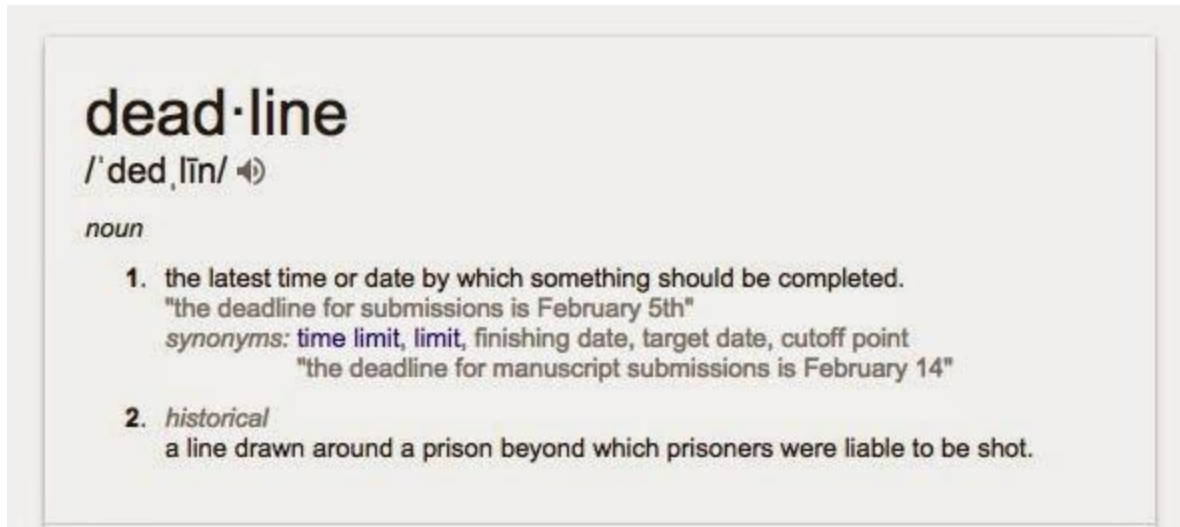 dead·line
/ˈdedˌlīn/
noun
1. the latest time or date by which something should be completed.
"the deadline for submissions is February 5th"
synonyms: time limit, limit, finishing date, target date, cutoff point
"the deadline for manuscript submissions is February 14"
2. historical
a line drawn around a prison beyond which prisoners were liable to be shot.